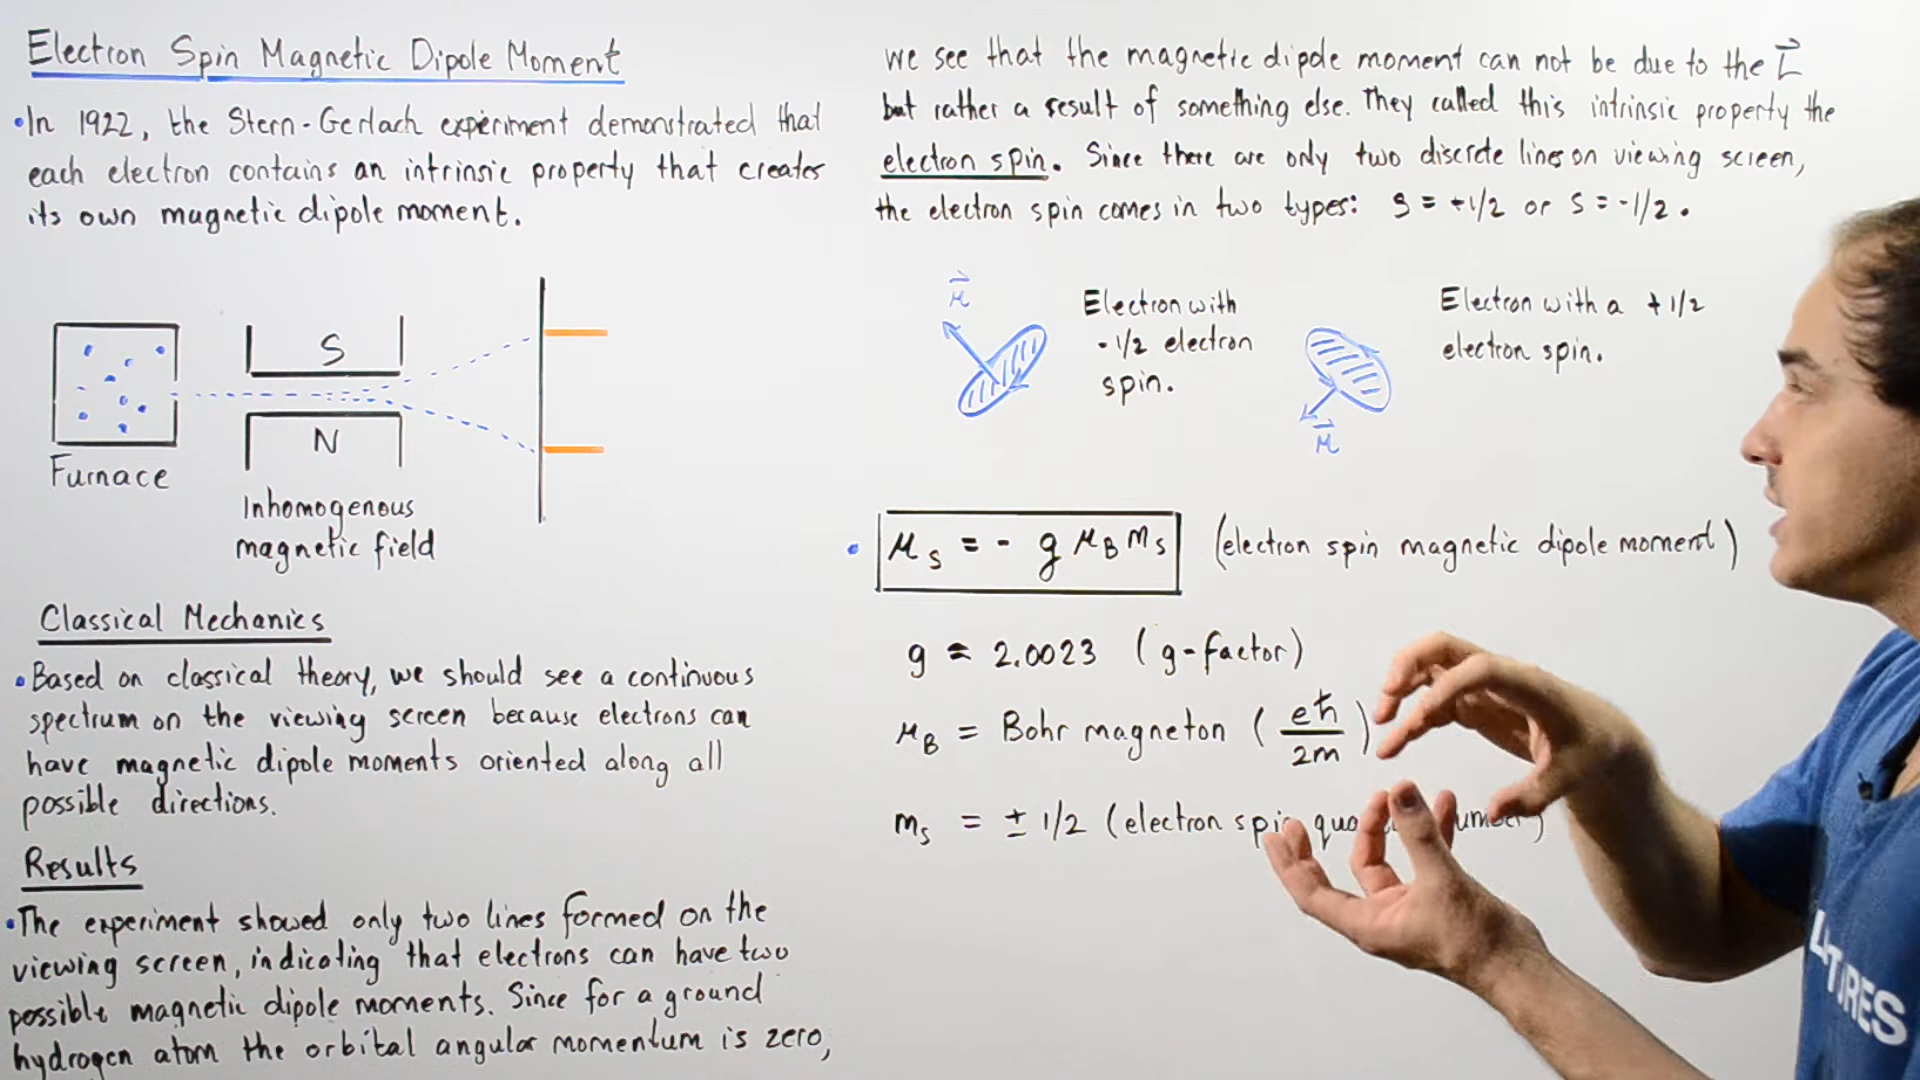 Electron Spin Magnetic Dipole Moment
•In 1922, the Stern-Gerlach experiment demonstrated that
each electron contains an intrinsic property that creates
its own magnetic dipole moment.
S
N
Furnace
Inhomogenous
magnetic field
Classical Mechanics
•Based on classical theory, we should see a continuous
spectrum on the viewing screen because electrons can
have magnetic dipole moments oriented along all
possible directions.
Results
•The experiment showed only two lines formed on the
viewing screen, indicating that electrons can have two
possible magnetic dipole moments. Since for a ground
hydrogen atom the orbital angular momentum is zero,
we see that the magnetic dipole moment can not be due to the L⃗
but rather a result of something else. They called this intrinsic property the
electron spin. Since there are only two discrete lines on viewing screen,
the electron spin comes in two types: S = +1/2 or S = -1/2.
μ⃗
Electron with
-1/2 electron
spin.
μ⃗
Electron with a +1/2
electron spin.
• μ_S = - g μ_B m_s (electron spin magnetic dipole moment)
g ≈ 2.0023 (g-factor)
μ_B = Bohr magneton (eħ/2m)
m_s = ± 1/2 (electron